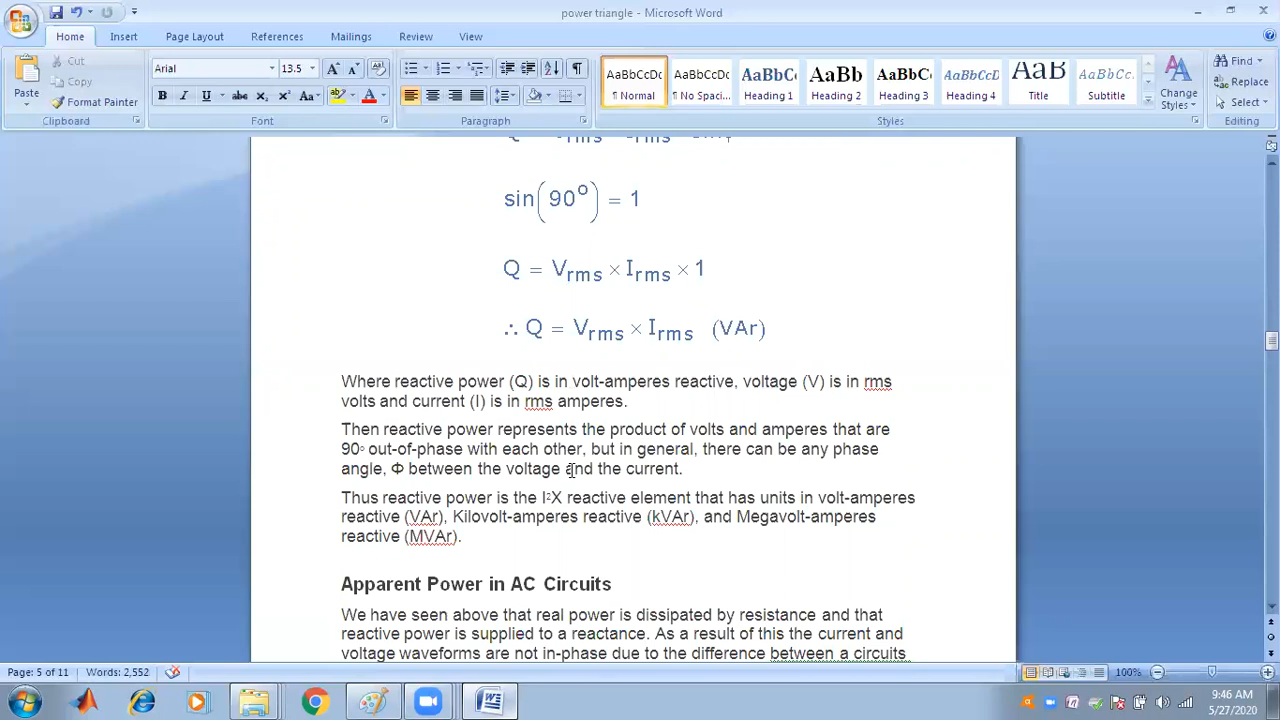 power triangle - Microsoft Word
Home Insert Page Layout References Mailings Review View
Paste
Cut
Copy
Format Painter
Clipboard
Arial 13.5
Font
Paragraph
AaBbCcDc AaBbCcDc AaBbCc AaBb AaBbC AaBbCcD AaB AaBbCc
¶ Normal ¶ No Spaci... Heading 1 Heading 2 Heading 3 Heading 4 Title Subtitle
Styles
Change Styles
Find
Replace
Select
Editing
sin(90°) = 1
Q = Vrms × Irms × 1
∴ Q = Vrms × Irms (VAr)
Where reactive power (Q) is in volt-amperes reactive, voltage (V) is in rms
volts and current (I) is in rms amperes.
Then reactive power represents the product of volts and amperes that are
90° out-of-phase with each other, but in general, there can be any phase
angle, Φ between the voltage and the current.
Thus reactive power is the I²X reactive element that has units in volt-amperes
reactive (VAr), Kilovolt-amperes reactive (kVAr), and Megavolt-amperes
reactive (MVAr).
Apparent Power in AC Circuits
We have seen above that real power is dissipated by resistance and that
reactive power is supplied to a reactance. As a result of this the current and
voltage waveforms are not in-phase due to the difference between a circuits
Page: 5 of 11 Words: 2,552 100%
9:46 AM
5/27/2020